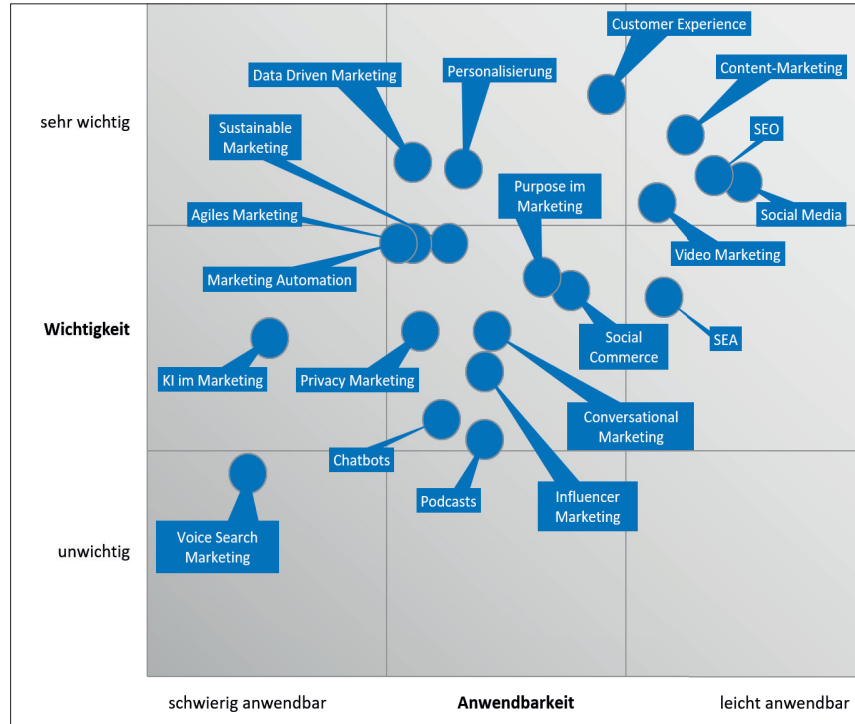 Customer Experience
Data Driven Marketing
Personalisierung
Content-Marketing
sehr wichtig
Sustainable
Marketing
SEO
Purpose im
Marketing
Agiles Marketing
Social Media
Marketing Automation
Video Marketing
Wichtigkeit
Social
Commerce
SEA
KI im Marketing
Privacy Marketing
Conversational
Marketing
Chatbots
Podcasts
Influencer
Marketing
Voice Search
Marketing
unwichtig
schwierig anwendbar
Anwendbarkeit
leicht anwendbar